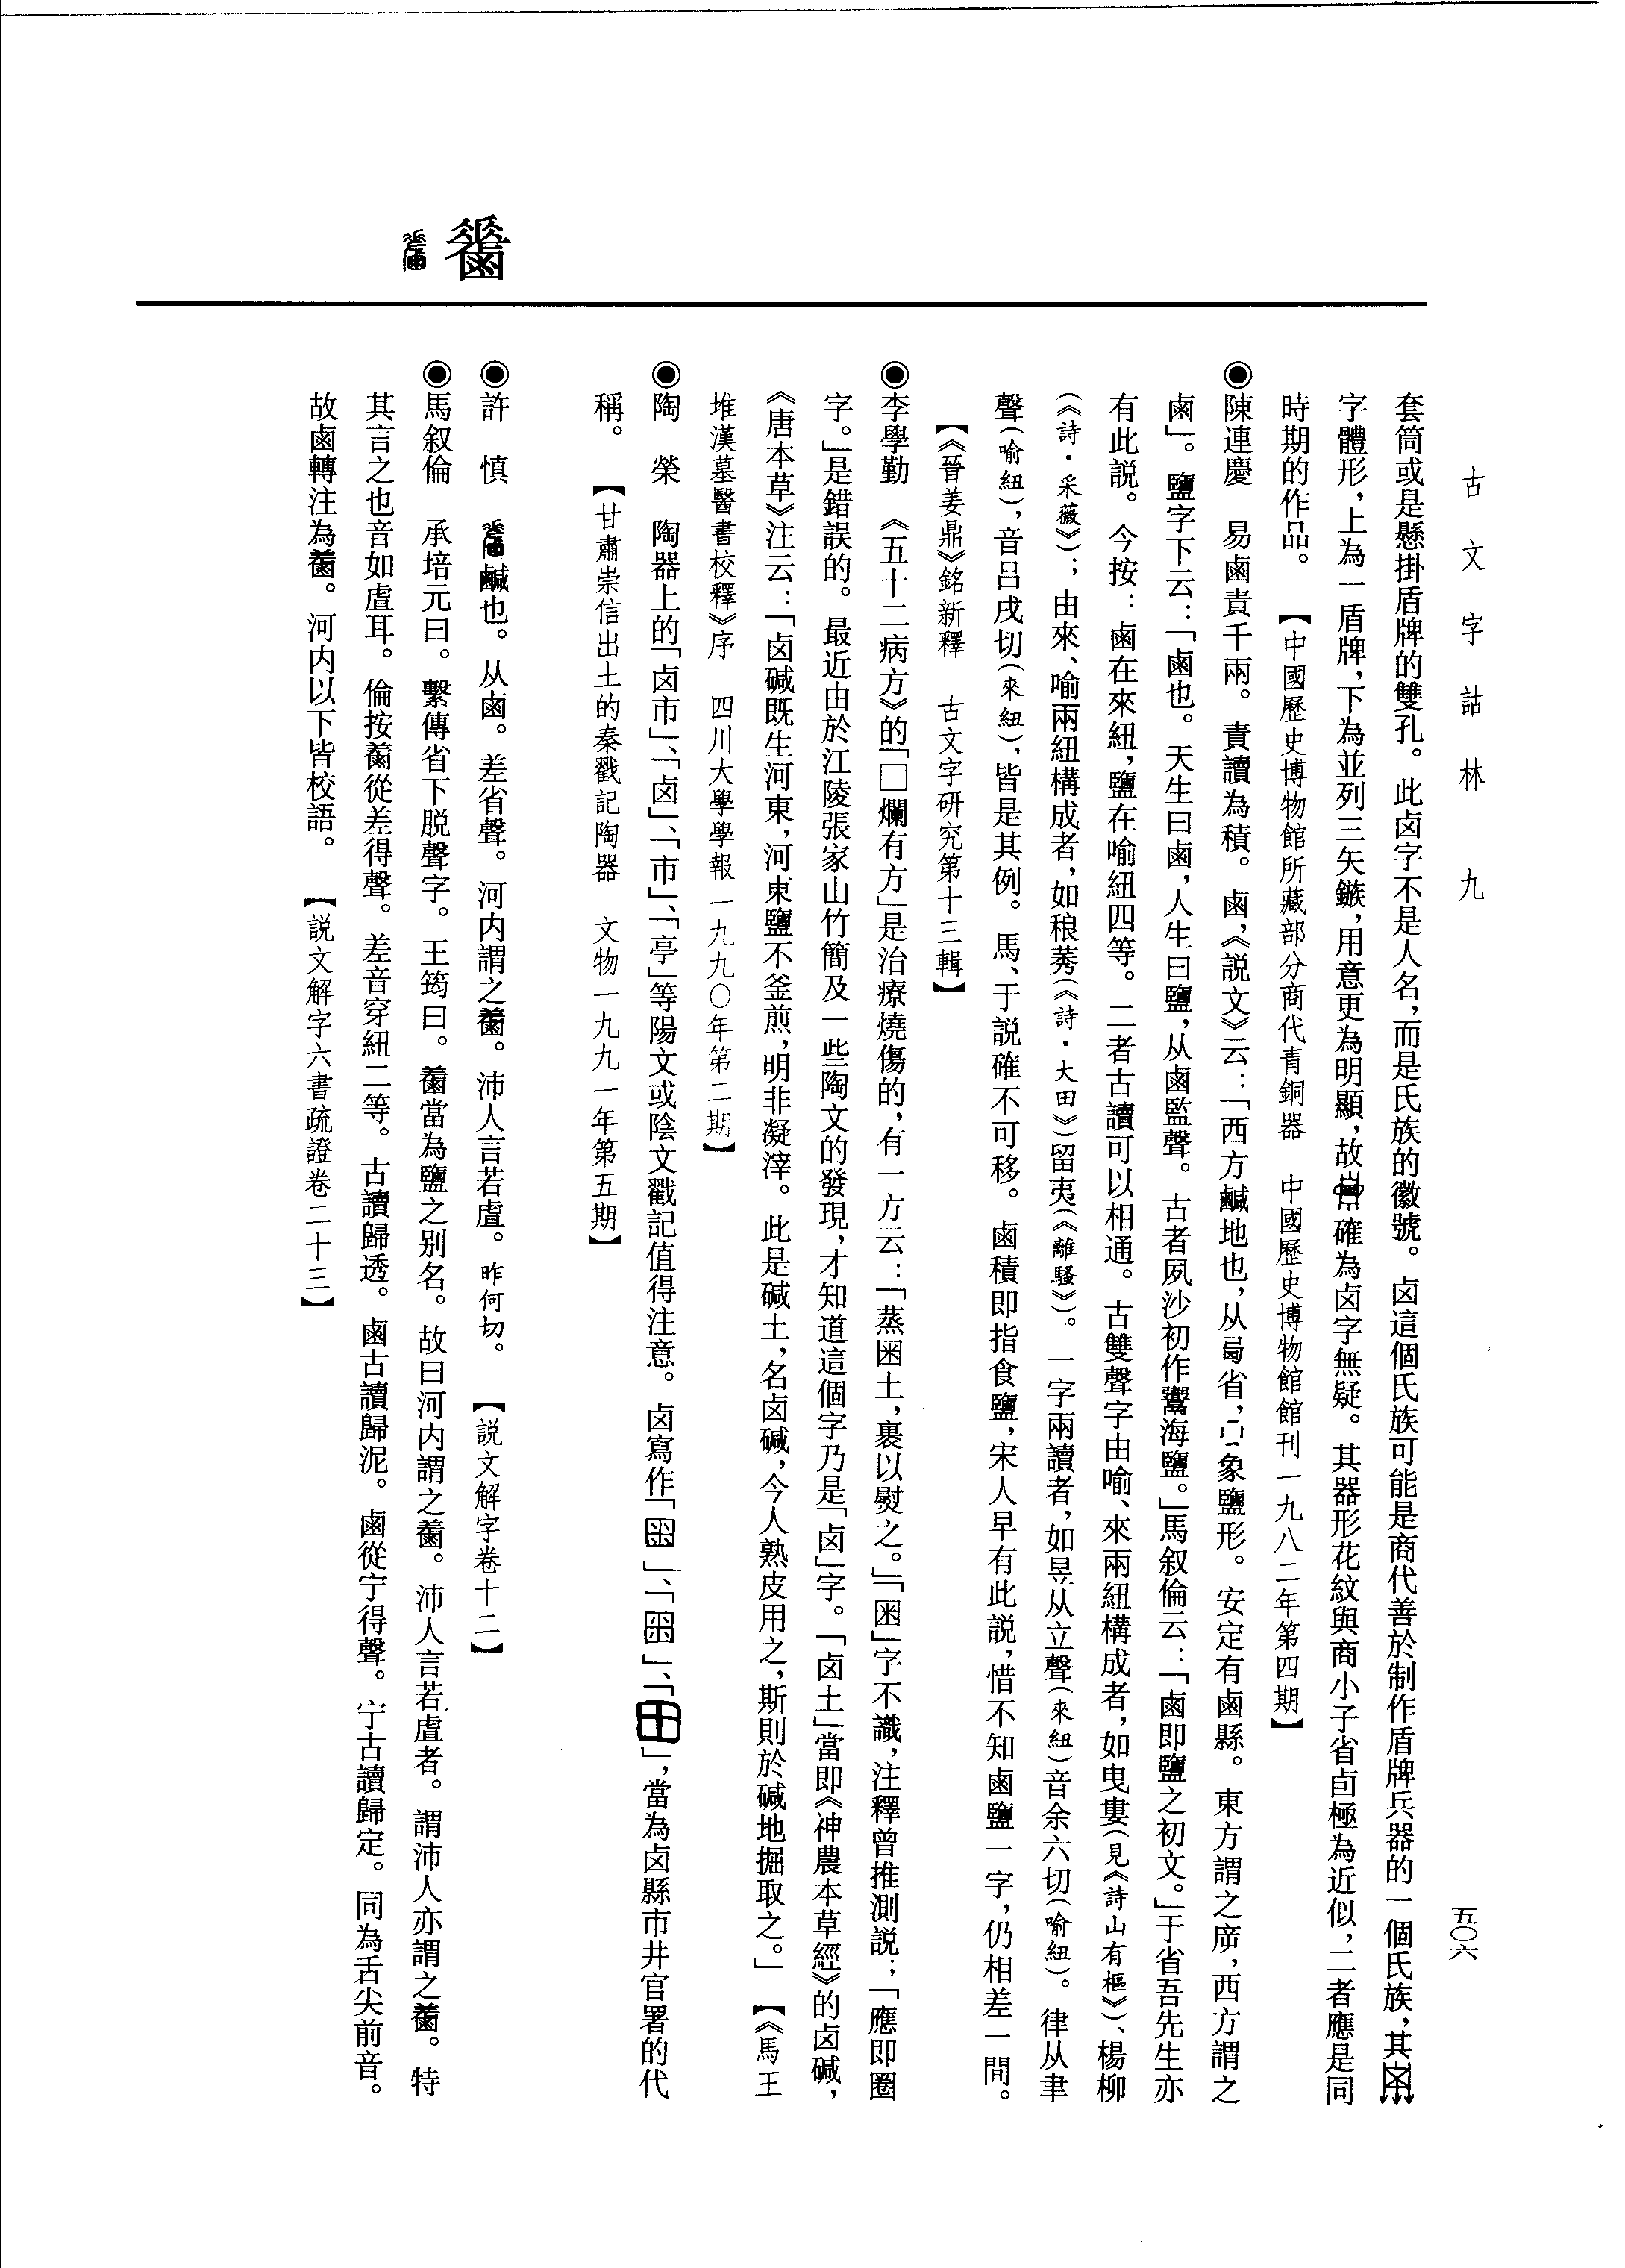 古文字詁林 九
五〇六
套筒或是懸掛盾牌的雙孔。此卤字不是人名，而是氏族的徽號。卤這個氏族可能是商代善於制作盾牌兵器的一個氏族，其
字體形，上為一盾牌，下為並列三矢鏃，用意更為明顯，故確為卤字無疑。其器形花紋與商小子省卣極為近似，二者應是同
時期的作品。　【中國歷史博物館所藏部分商代青銅器　中國歷史博物館館刊一九八二年第四期】
◉陳連慶　易鹵責千兩。責讀為積。鹵，《説文》云：「西方鹹地也，从省，象鹽形。安定有鹵縣。東方謂之㡿，西方謂之
鹵」。鹽字下云：「鹵也。天生曰鹵，人生曰鹽，从鹵監聲。古者夙沙初作鬻海鹽。」馬叙倫云：「鹵即鹽之初文。」于省吾先生亦
有此説。今按：鹵在來紐，鹽在喻紐四等。二者古讀可以相通。古雙聲字由喻、來兩紐構成者，如曳婁（見《詩山有樞》）、楊柳
（《詩·采薇》）；由來、喻兩紐構成者，如稂莠（《詩·大田》）留夷（《離騷》）。一字兩讀者，如昱从立聲（來紐）音余六切（喻紐）。律从聿
聲（喻紐），音吕戌切（來紐），皆是其例。馬、于説確不可移。鹵積即指食鹽，宋人早有此説，惜不知鹵鹽一字，仍相差一間。
【《晉姜鼎》銘新釋　古文字研究第十三輯】
◉李學勤　《五十二病方》的「□爛有方」是治療燒傷的，有一方云：「蒸囷土，裹以熨之。」「囷」字不識，注釋曾推測説；「應即圈
字。」是錯誤的。最近由於江陵張家山竹簡及一些陶文的發現，才知道這個字乃是「卤」字。「卤土」當即《神農本草經》的卤碱，
《唐本草》注云：「卤碱既生河東，河東鹽不釜煎，明非凝滓。此是碱土，名卤碱，今人熟皮用之，斯則於碱地掘取之。」　【《馬王
堆漢墓醫書校釋》序　四川大學學報一九九〇年第二期】
◉陶　榮　陶器上的「卤市」、「卤」、「市」、「亭」等陽文或陰文戳記值得注意。卤寫作「」、「」、「」，當為卤縣市井官署的代
稱。　【甘肅崇信出土的秦戳記陶器　文物一九九一年第五期】
䴾
◉許　慎　鹹也。从鹵。差省聲。河内謂之䴾。沛人言若虘。昨何切。　【説文解字卷十二】
◉馬叙倫　承培元曰。繫傳省下脱聲字。王筠曰。䴾當為鹽之别名。故曰河内謂之䴾。沛人言若虘者。謂沛人亦謂之䴾。特
其言之也音如虘耳。倫按䴾從差得聲。差音穿紐二等。古讀歸透。鹵古讀歸泥。鹵從宁得聲。宁古讀歸定。同為舌尖前音。
故鹵轉注為䴾。河内以下皆校語。　【説文解字六書疏證卷二十三】